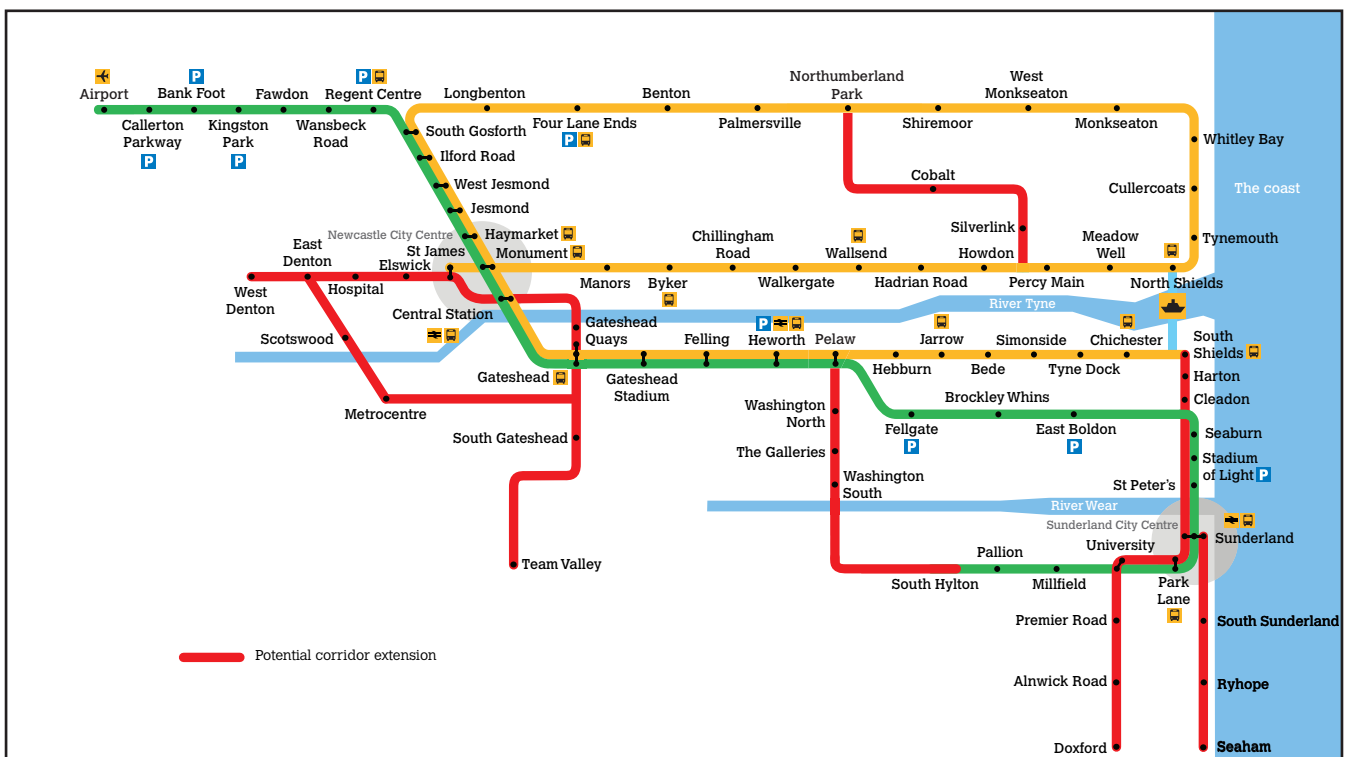 Airport
Bank Foot
Fawdon
Regent Centre
Callerton
Parkway
Kingston
Park
Wansbeck
Road
P
P
P
P
Longbenton
Benton
Northumberland
Park
West
Monkseaton
Four Lane Ends
P
Palmersville
Shiremoor
Monkseaton
South Gosforth
Ilford Road
West Jesmond
Jesmond
Haymarket
Monument
Newcastle City Centre
St James
Whitley Bay
Cullercoats
The coast
Tynemouth
Cobalt
Silverlink
East
Denton
Elswick
West
Denton
Hospital
Central Station
Scotswood
Metrocentre
Manors
Byker
Chillingham
Road
Walkergate
Wallsend
Hadrian Road
Howdon
Percy Main
Meadow
Well
North Shields
River Tyne
Gateshead
Quays
Gateshead
Gateshead
Stadium
Felling
P
Heworth
Pelaw
Hebburn
Jarrow
Bede
Simonside
Tyne Dock
Chichester
South
Shields
Harton
Cleadon
South Gateshead
Team Valley
Washington
North
The Galleries
Washington
South
Fellgate
P
Brockley Whins
East Boldon
P
Seaburn
Stadium
of Light P
St Peter's
River Wear
Sunderland City Centre
Sunderland
University
Park
Lane
South Hylton
Pallion
Millfield
Premier Road
Alnwick Road
Doxford
South Sunderland
Ryhope
Seaham
Potential corridor extension